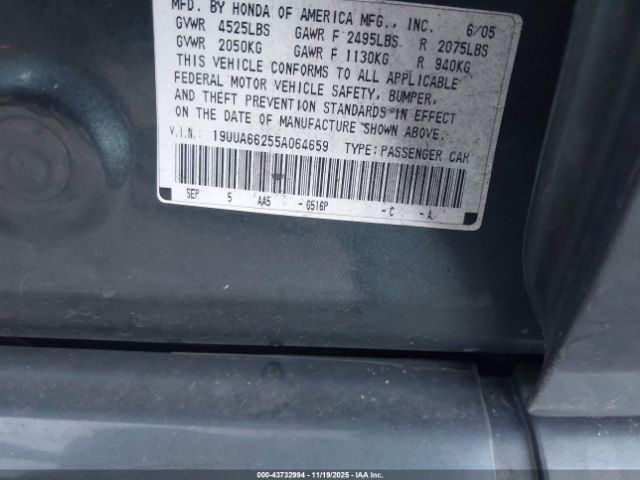 MFD. BY HONDA OF AMERICA MFG., INC. 6/05
GVWR 4525LBS GAWR F 2495LBS R 2075LBS
GVWR 2050KG GAWR F 1130KG R 940KG
THIS VEHICLE CONFORMS TO ALL APPLICABLE
FEDERAL MOTOR VEHICLE SAFETY, BUMPER,
AND THEFT PREVENTION STANDARDS IN EFFECT
ON THE DATE OF MANUFACTURE SHOWN ABOVE.
V.I.N. 19UUA66255A064659 TYPE:PASSENGER CAR
SEP 5 AA5 - G516P - C - A
000-43732994 - 11/19/2025 - IAA Inc.